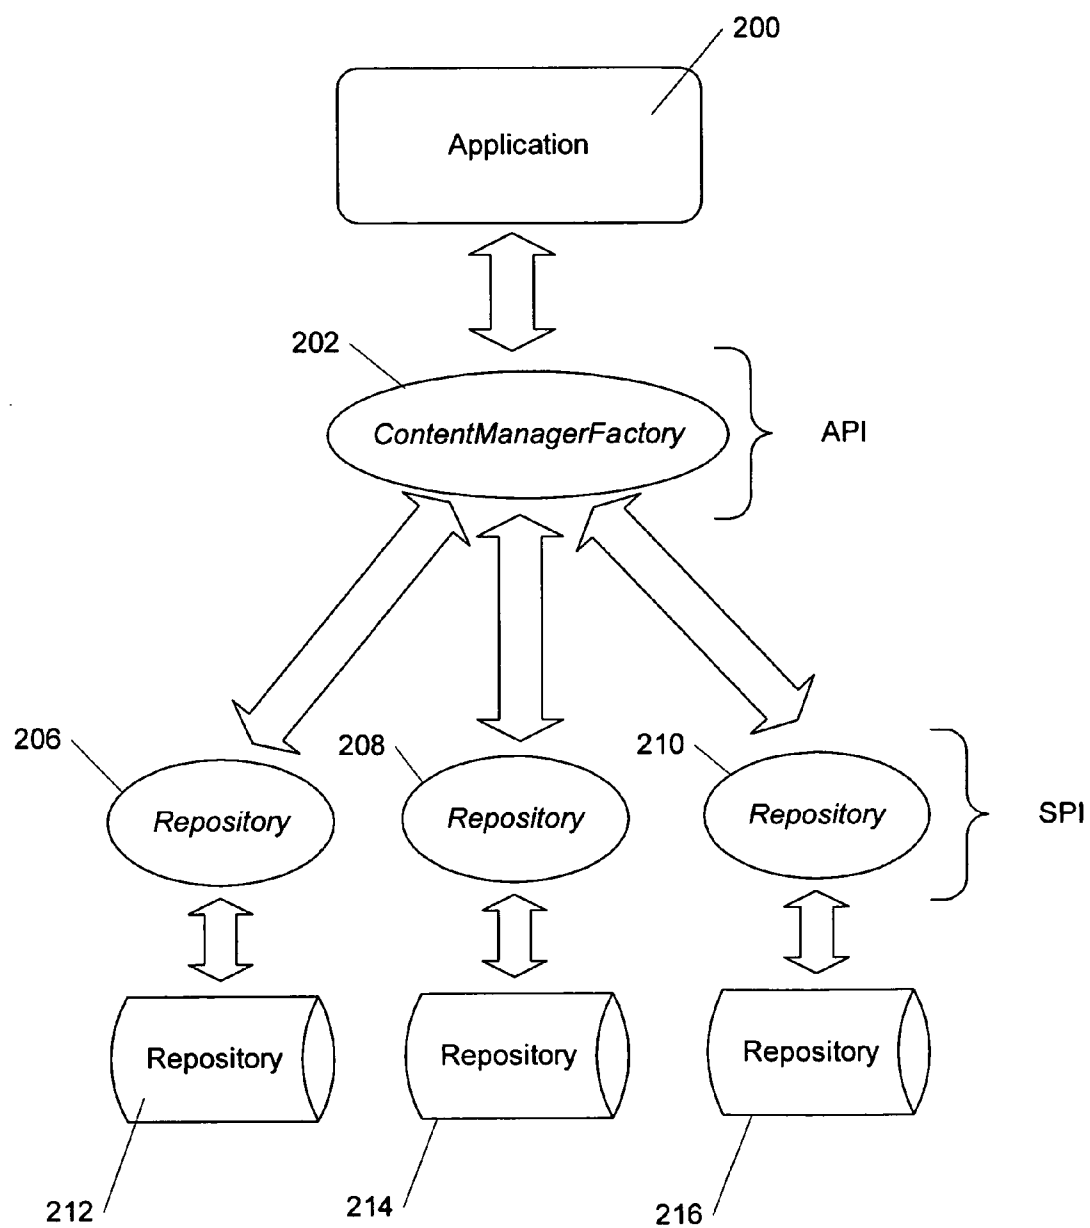 200
Application
202
ContentManagerFactory
API
206
208
210
Repository
Repository
Repository
SPI
Repository
Repository
Repository
212
214
216